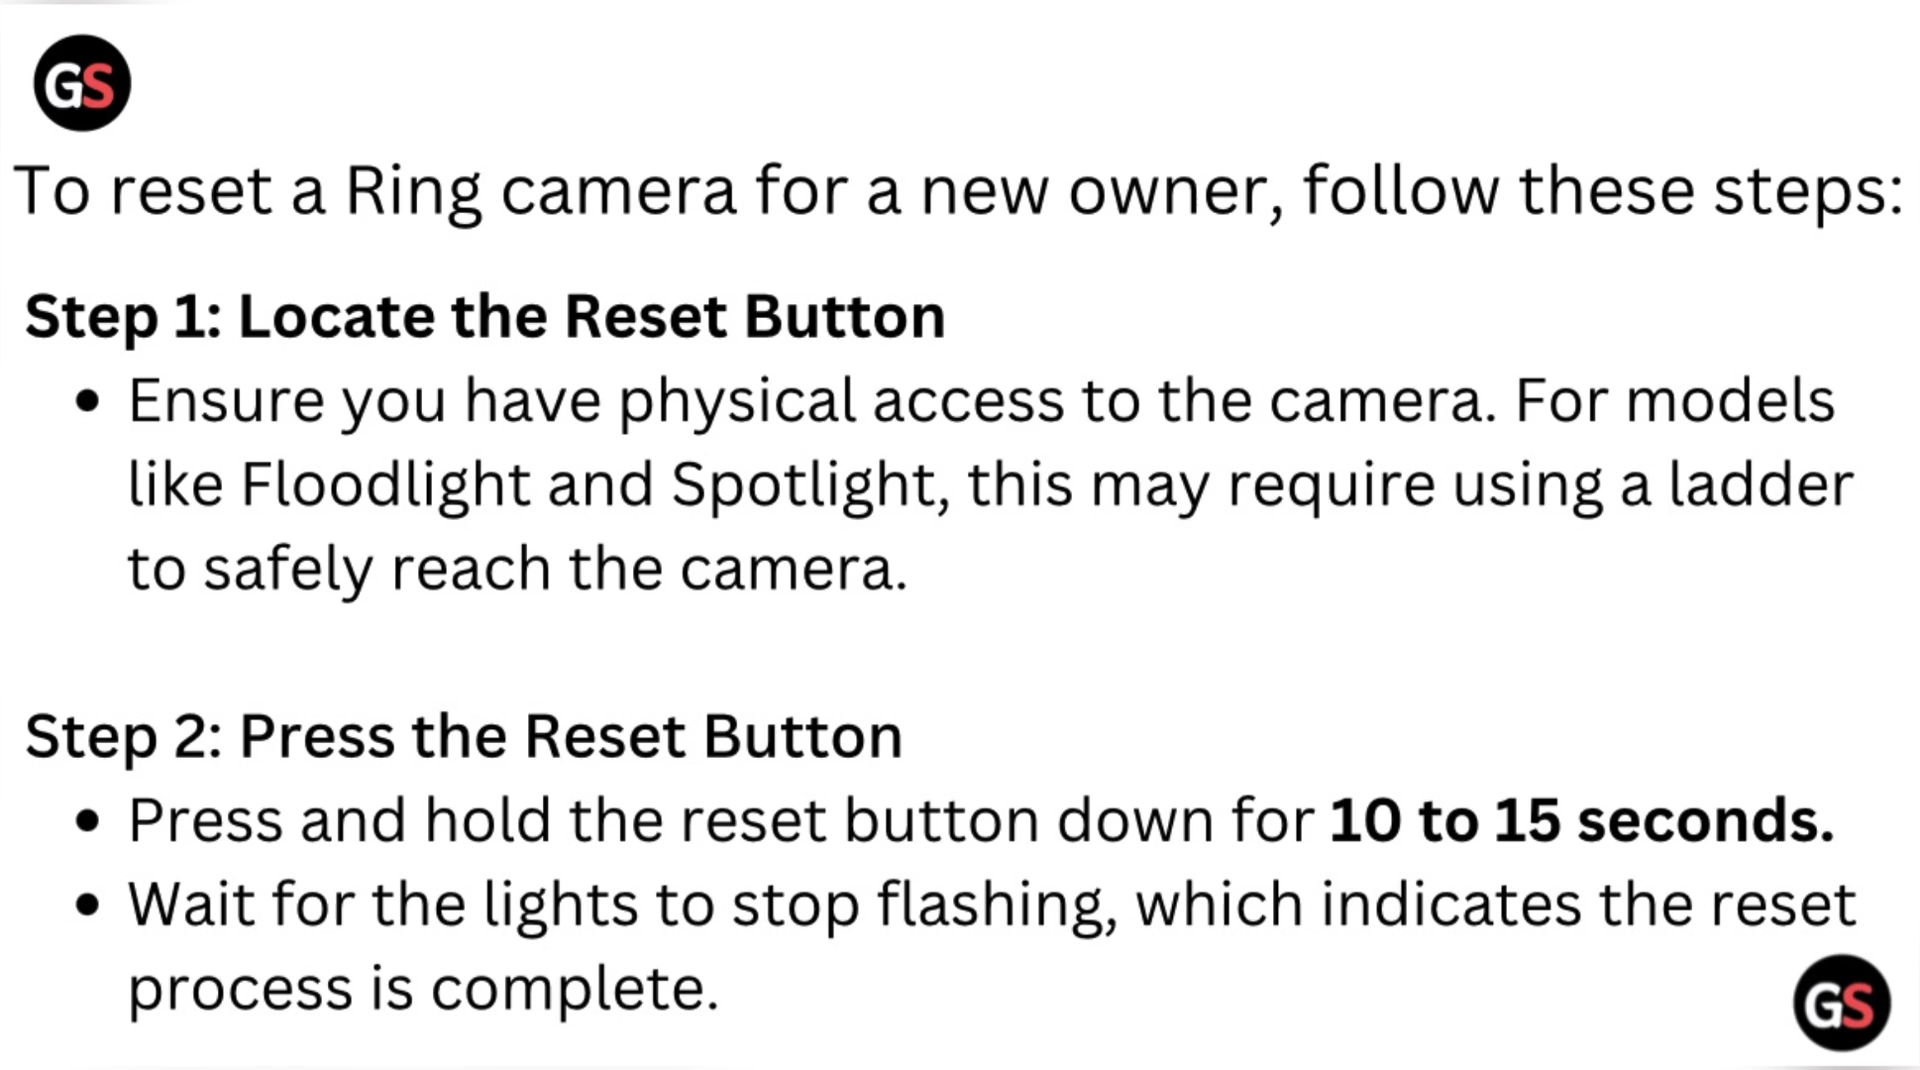 GS
To reset a Ring camera for a new owner, follow these steps:
Step 1: Locate the Reset Button
• Ensure you have physical access to the camera. For models
like Floodlight and Spotlight, this may require using a ladder
to safely reach the camera.
Step 2: Press the Reset Button
• Press and hold the reset button down for 10 to 15 seconds.
• Wait for the lights to stop flashing, which indicates the reset
process is complete.
GS